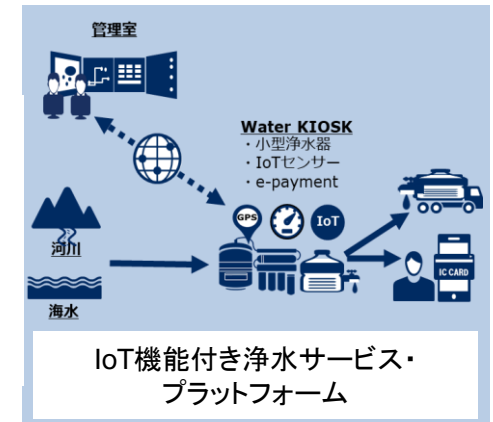 管理室
Water KIOSK
・小型浄水器
・IoTセンサー
・e-payment
GPS
IoT
河川
IC CARD
海水
IoT機能付き浄水サービス・
プラットフォーム